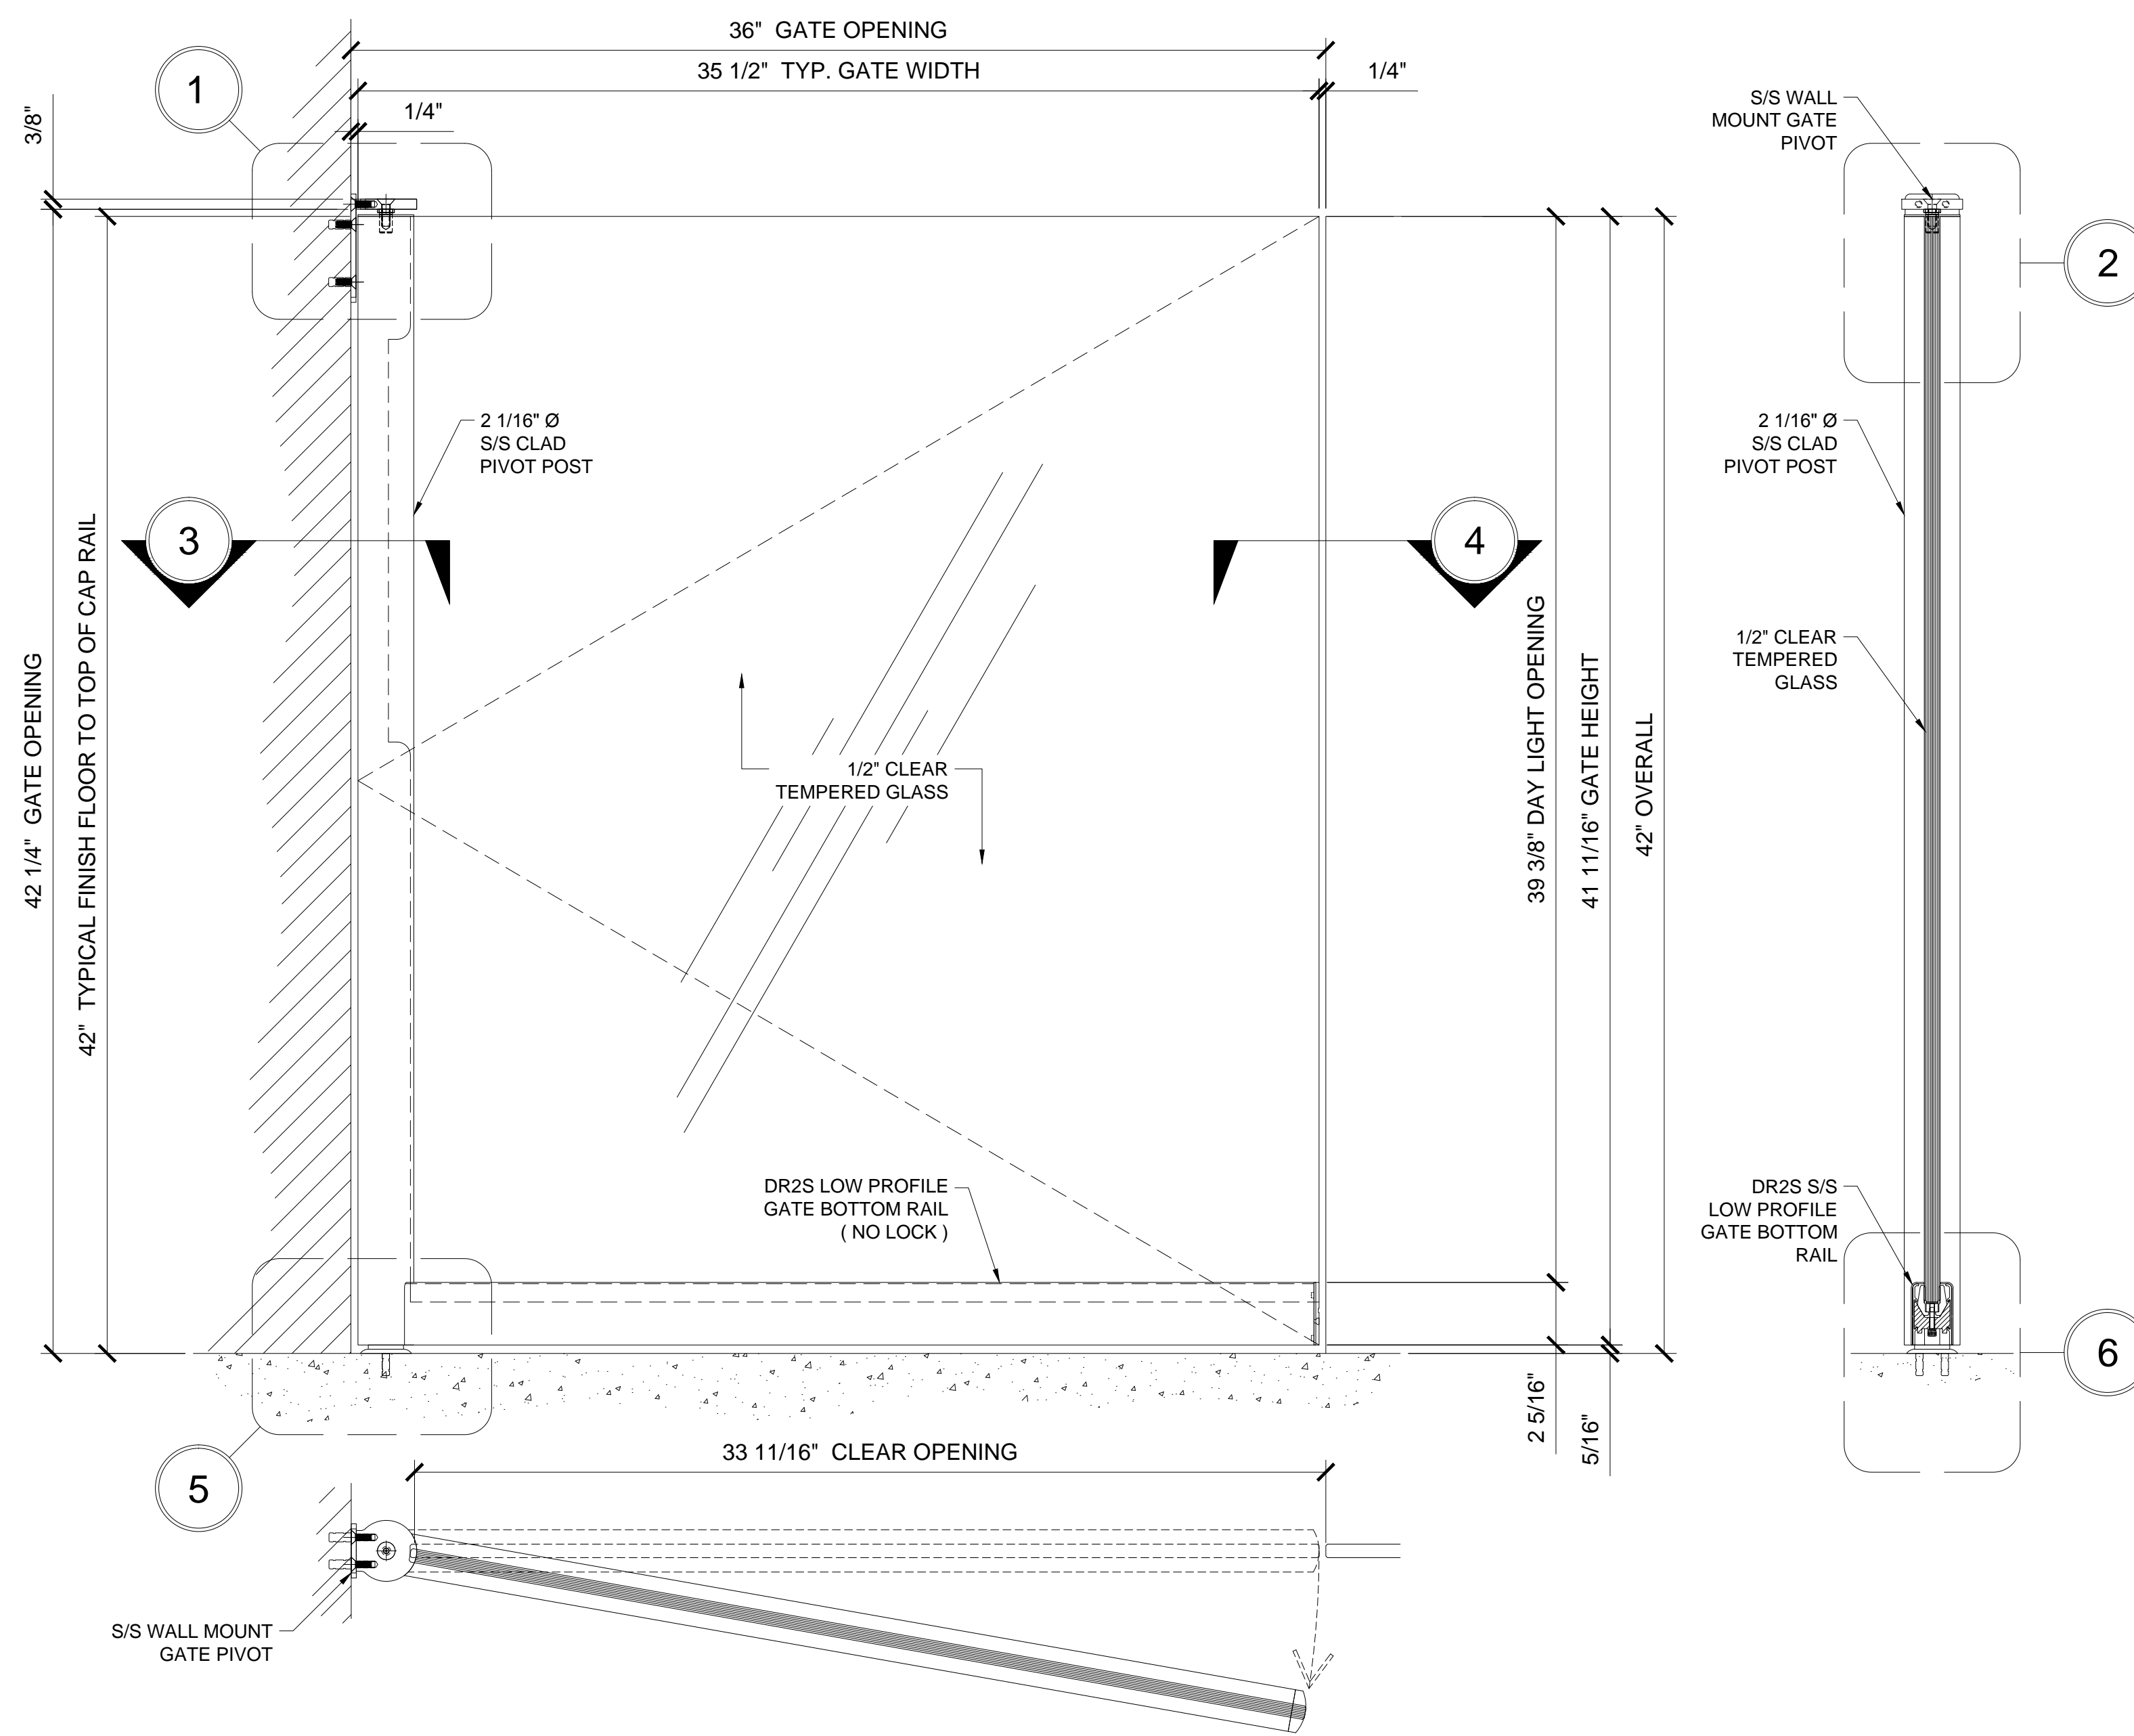 36"  GATE OPENING
35 1/2"  TYP. GATE WIDTH
1/4"
1/4"
3/8"
1
S/S WALL
MOUNT GATE
PIVOT
2
2 1/16" Ø
S/S CLAD
PIVOT POST
2 1/16" Ø
S/S CLAD
PIVOT POST
3
4
42 1/4"  GATE OPENING
42"  TYPICAL FINISH FLOOR TO TOP OF CAP RAIL
39 3/8" DAY LIGHT OPENING
41 11/16" GATE HEIGHT
42" OVERALL
1/2" CLEAR
TEMPERED
GLASS
1/2" CLEAR
TEMPERED GLASS
DR2S LOW PROFILE
GATE BOTTOM RAIL
( NO LOCK )
DR2S S/S
LOW PROFILE
GATE BOTTOM
RAIL
6
2 5/16"
5/16"
5
33 11/16"  CLEAR OPENING
S/S WALL MOUNT
GATE PIVOT